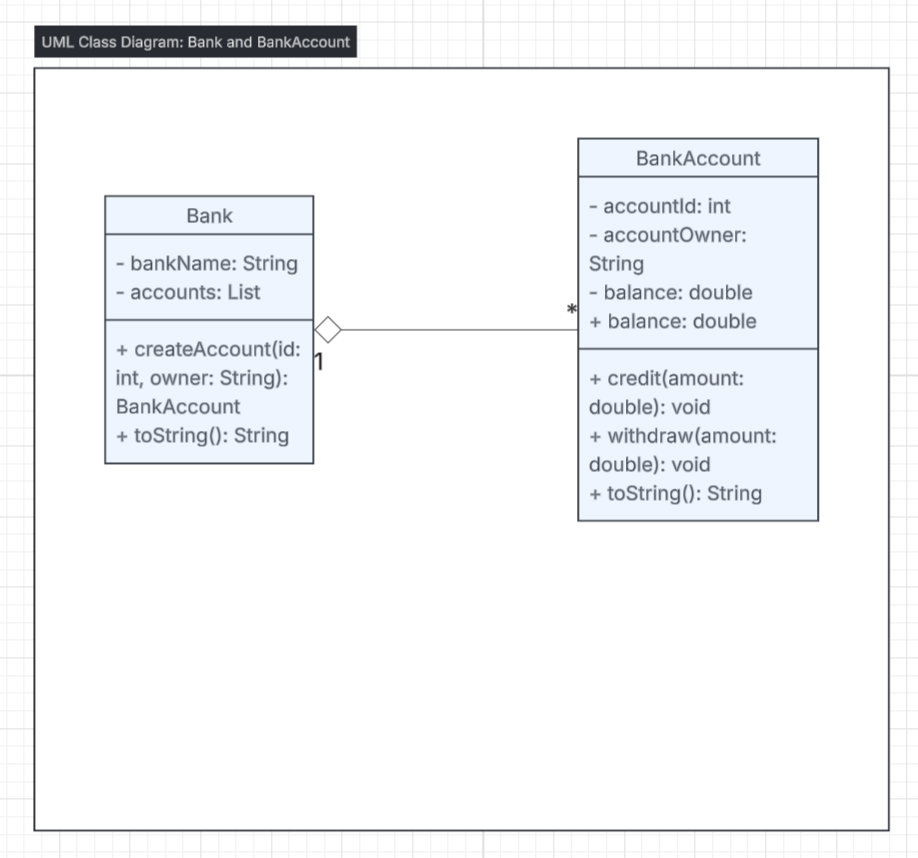 UML Class Diagram: Bank and BankAccount
Bank
- bankName: String
- accounts: List
+ createAccount(id:
int, owner: String):
BankAccount
+ toString(): String
1
*
BankAccount
- accountId: int
- accountOwner:
String
- balance: double
+ balance: double
+ credit(amount:
double): void
+ withdraw(amount:
double): void
+ toString(): String